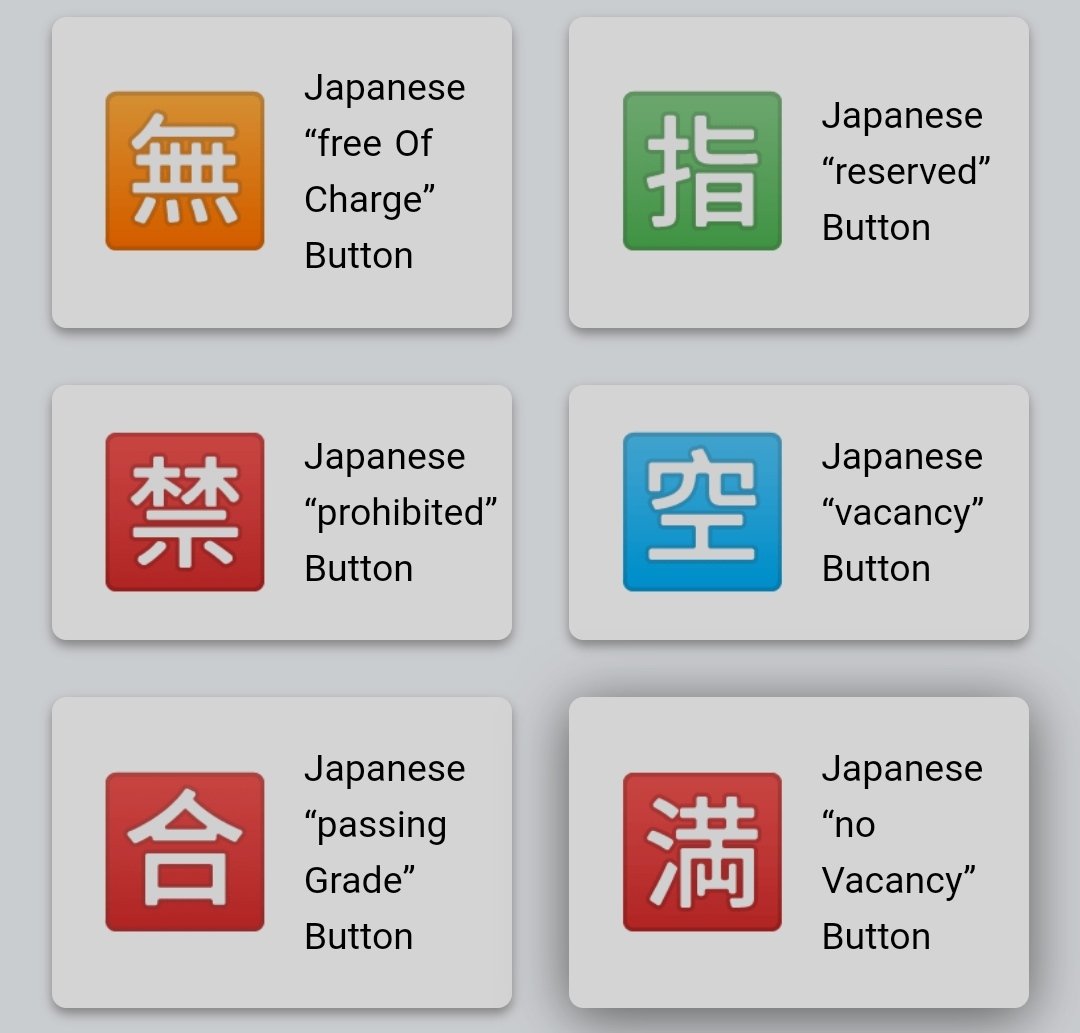 無
Japanese
“free Of
Charge”
Button
指
Japanese
“reserved”
Button
禁
Japanese
“prohibited”
Button
空
Japanese
“vacancy”
Button
合
Japanese
“passing
Grade”
Button
満
Japanese
“no
Vacancy”
Button